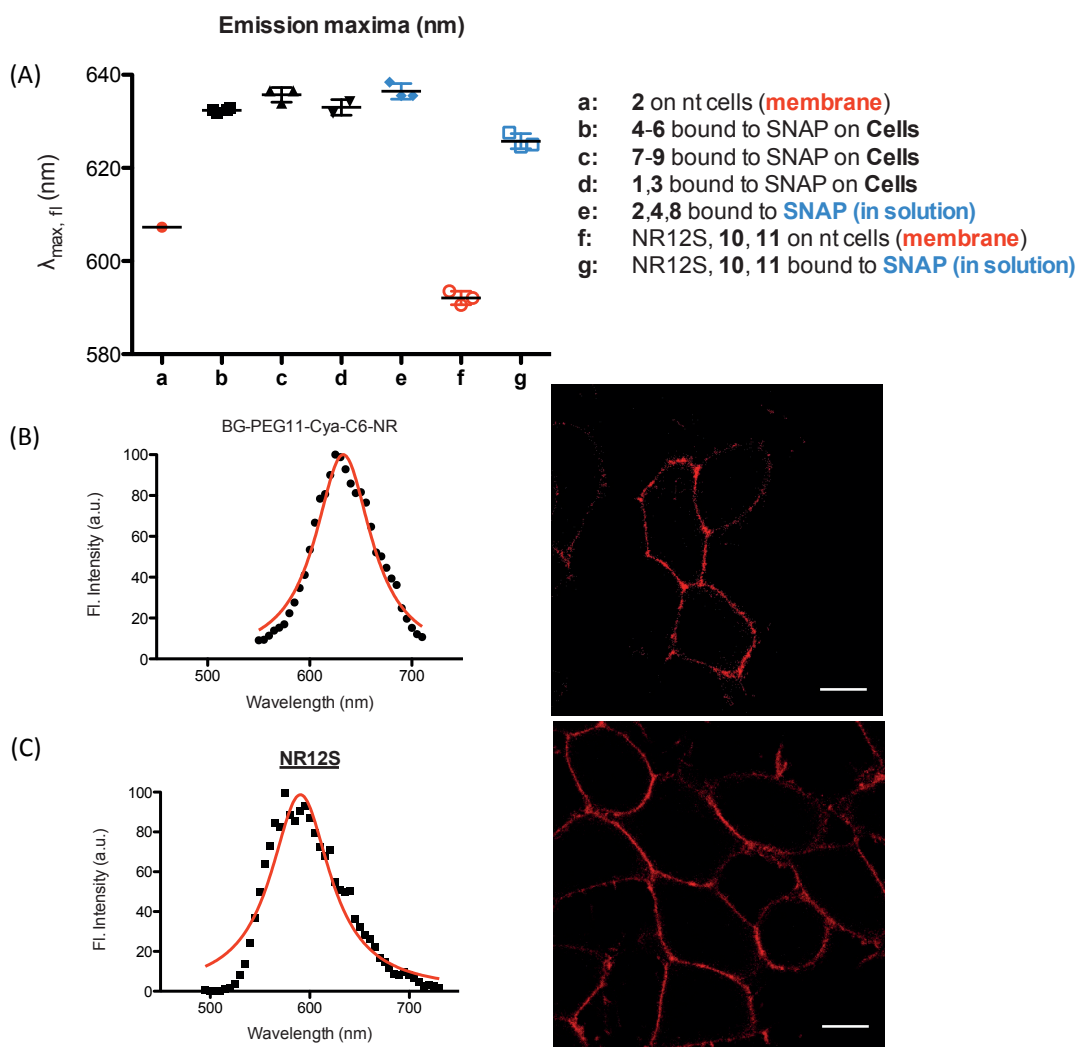 Emission maxima (nm)
(A)
640
620
600
580
λmax, fl (nm)
a b c d e f g
a: 2 on nt cells (membrane)
b: 4-6 bound to SNAP on Cells
c: 7-9 bound to SNAP on Cells
d: 1,3 bound to SNAP on Cells
e: 2,4,8 bound to SNAP (in solution)
f: NR12S, 10, 11 on nt cells (membrane)
g: NR12S, 10, 11 bound to SNAP (in solution)
(B)
BG-PEG11-Cya-C6-NR
100
80
60
40
20
0
Fl. Intensity (a.u.)
500 600 700
Wavelength (nm)
(C)
NR12S
100
80
60
40
20
0
Fl. Intensity (a.u.)
500 600 700
Wavelength (nm)